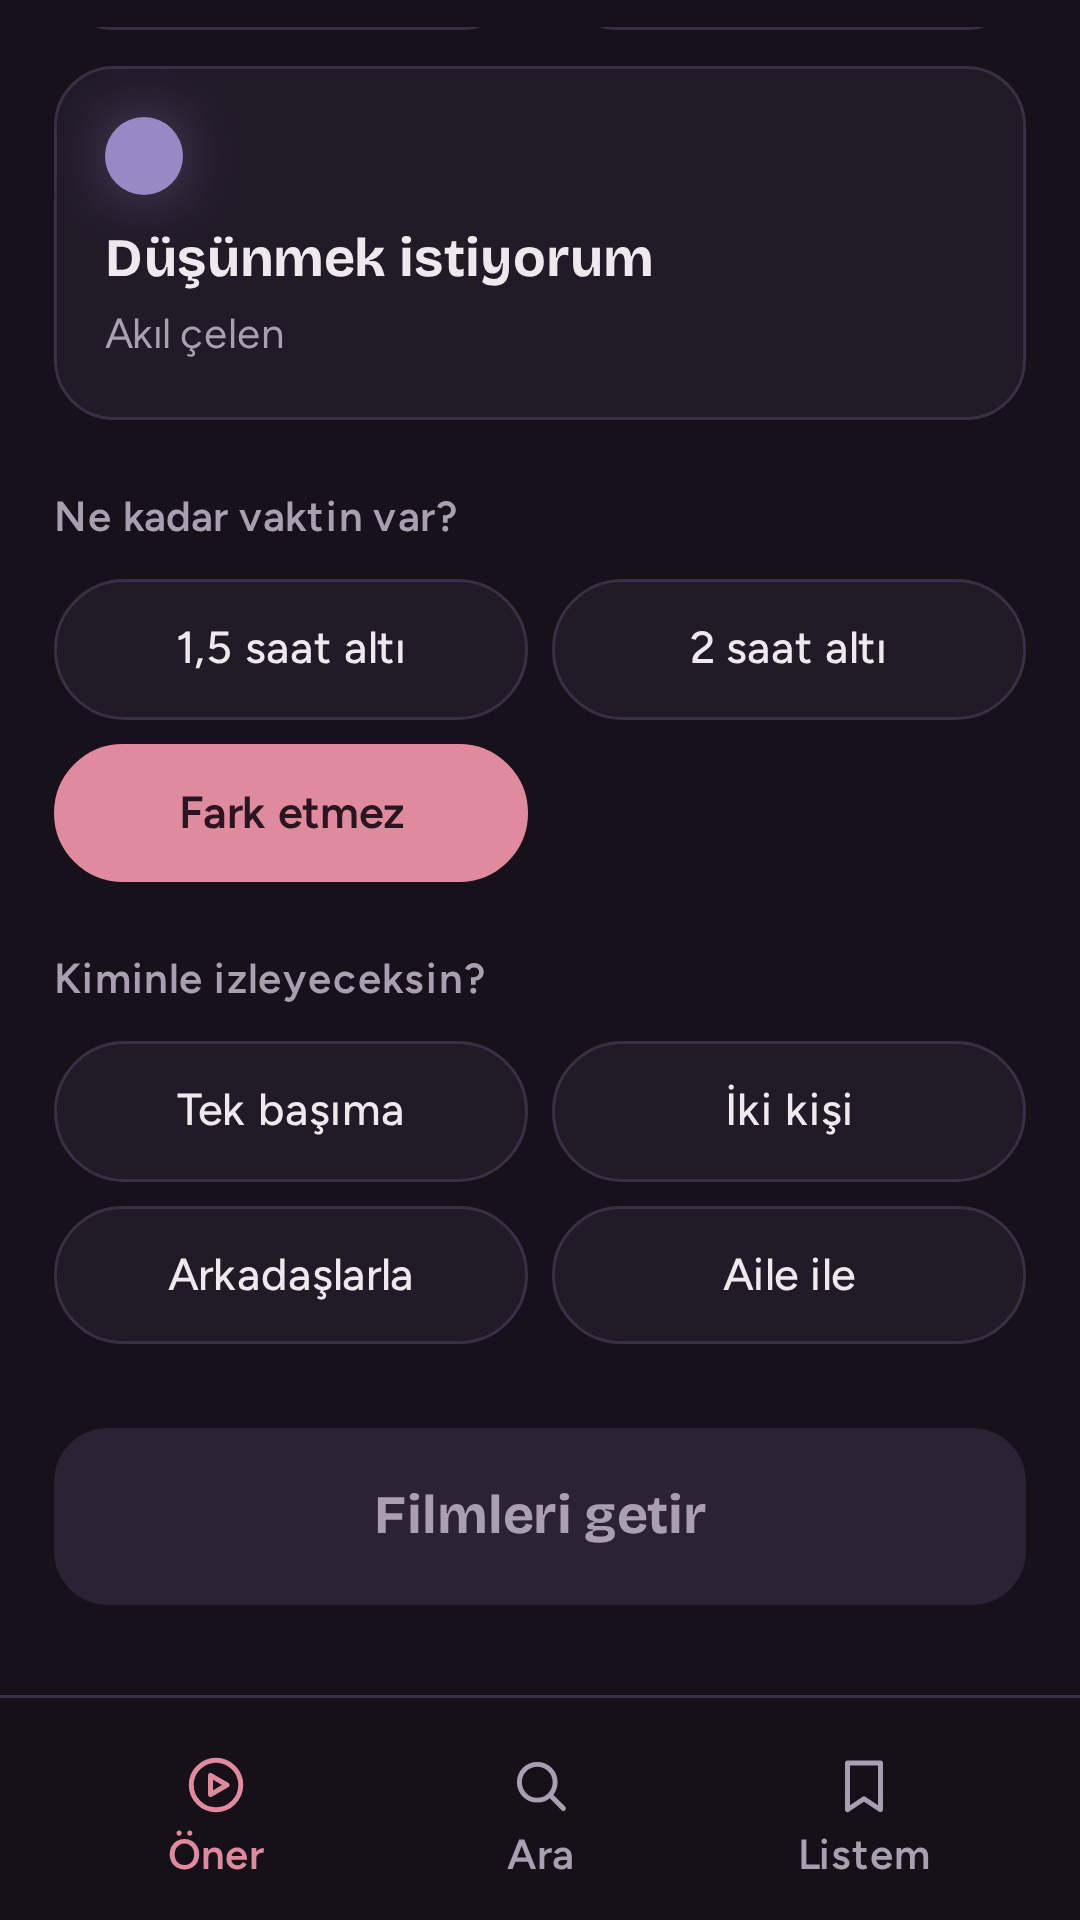 Düşünmek istiyorum
Akıl çelen
Ne kadar vaktin var?
1,5 saat altı
2 saat altı
Fark etmez
Kiminle izleyeceksin?
Tek başıma
İki kişi
Arkadaşlarla
Aile ile
Filmleri getir
Öner
Ara
Listem